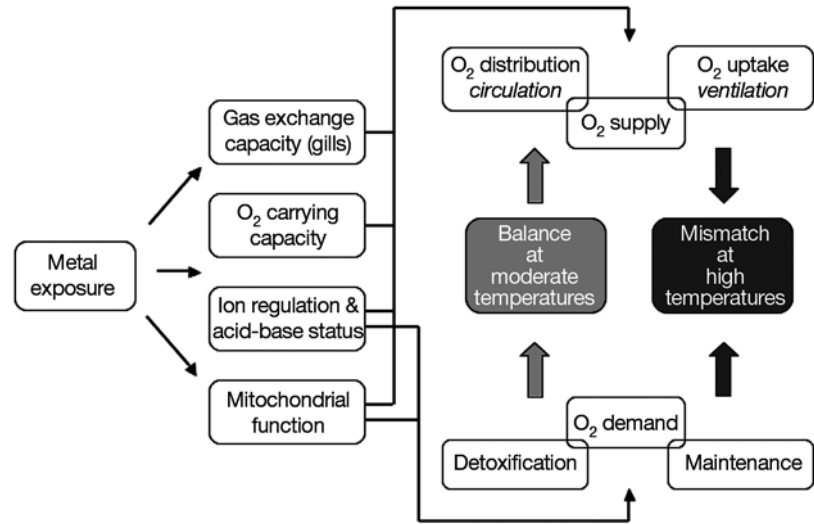 Metal
exposure
Gas exchange
capacity (gills)
O₂ carrying
capacity
Ion regulation &
acid-base status
Mitochondrial
function
O₂ distribution
circulation
O₂ uptake
ventilation
O₂ supply
Balance
at
moderate
temperatures
Mismatch
at
high
temperatures
O₂ demand
Detoxification
Maintenance